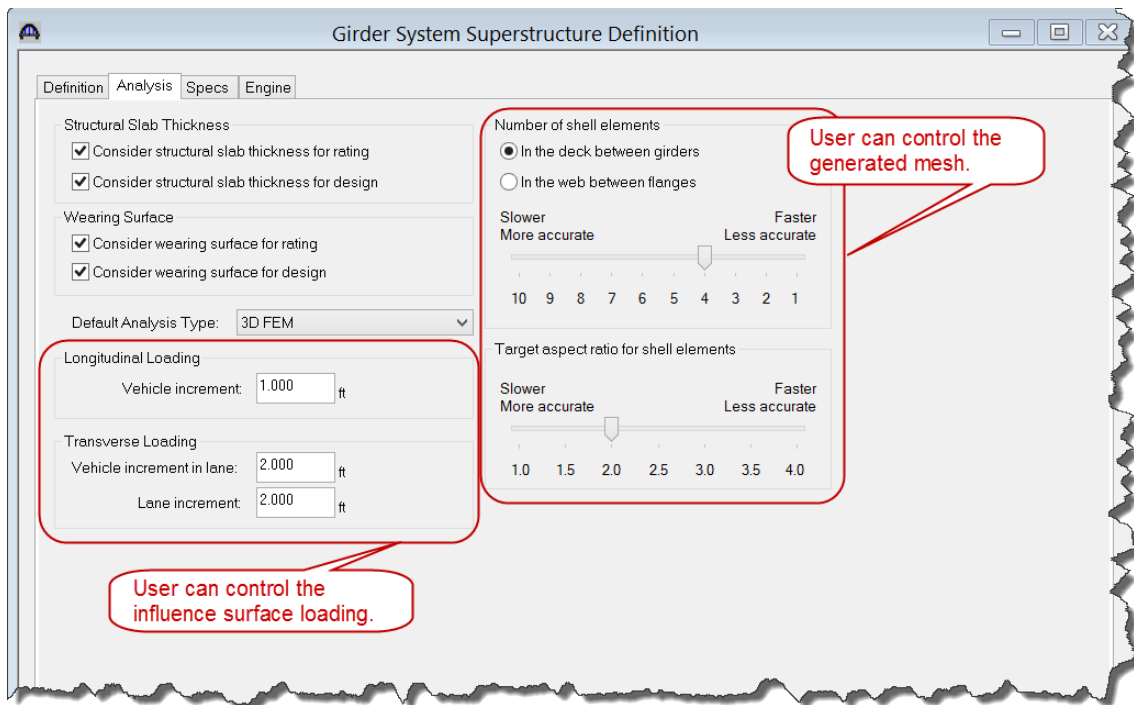 Girder System Superstructure Definition
Definition Analysis Specs Engine
Structural Slab Thickness
Consider structural slab thickness for rating
Consider structural slab thickness for design
Wearing Surface
Consider wearing surface for rating
Consider wearing surface for design
Default Analysis Type: 3D FEM
Longitudinal Loading
Vehicle increment: 1.000 ft
Transverse Loading
Vehicle increment in lane: 2.000 ft
Lane increment: 2.000 ft
User can control the
influence surface loading.
Number of shell elements
In the deck between girders
In the web between flanges
Slower Faster
More accurate Less accurate
10 9 8 7 6 5 4 3 2 1
Target aspect ratio for shell elements
Slower Faster
More accurate Less accurate
1.0 1.5 2.0 2.5 3.0 3.5 4.0
User can control the
generated mesh.